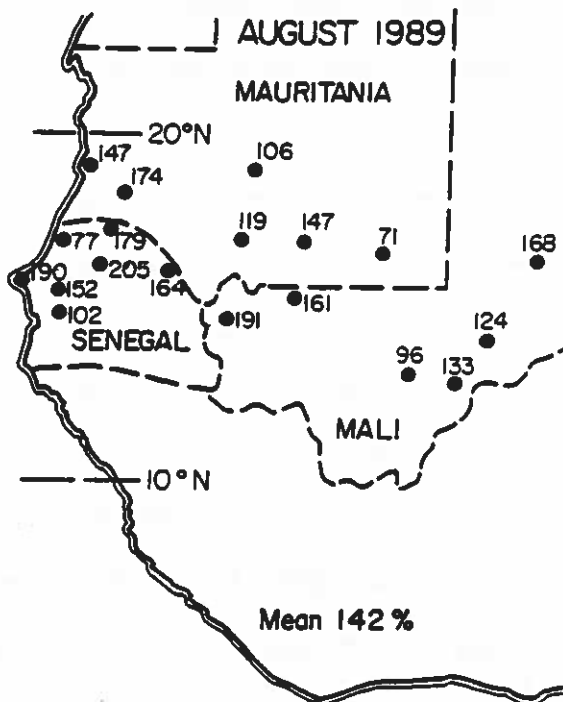 AUGUST 1989
MAURITANIA
20°N
147
106
174
77
179
119
147
71
168
190
205
164
152
161
102
191
124
SENEGAL
96
133
MALI
10°N
Mean 142%